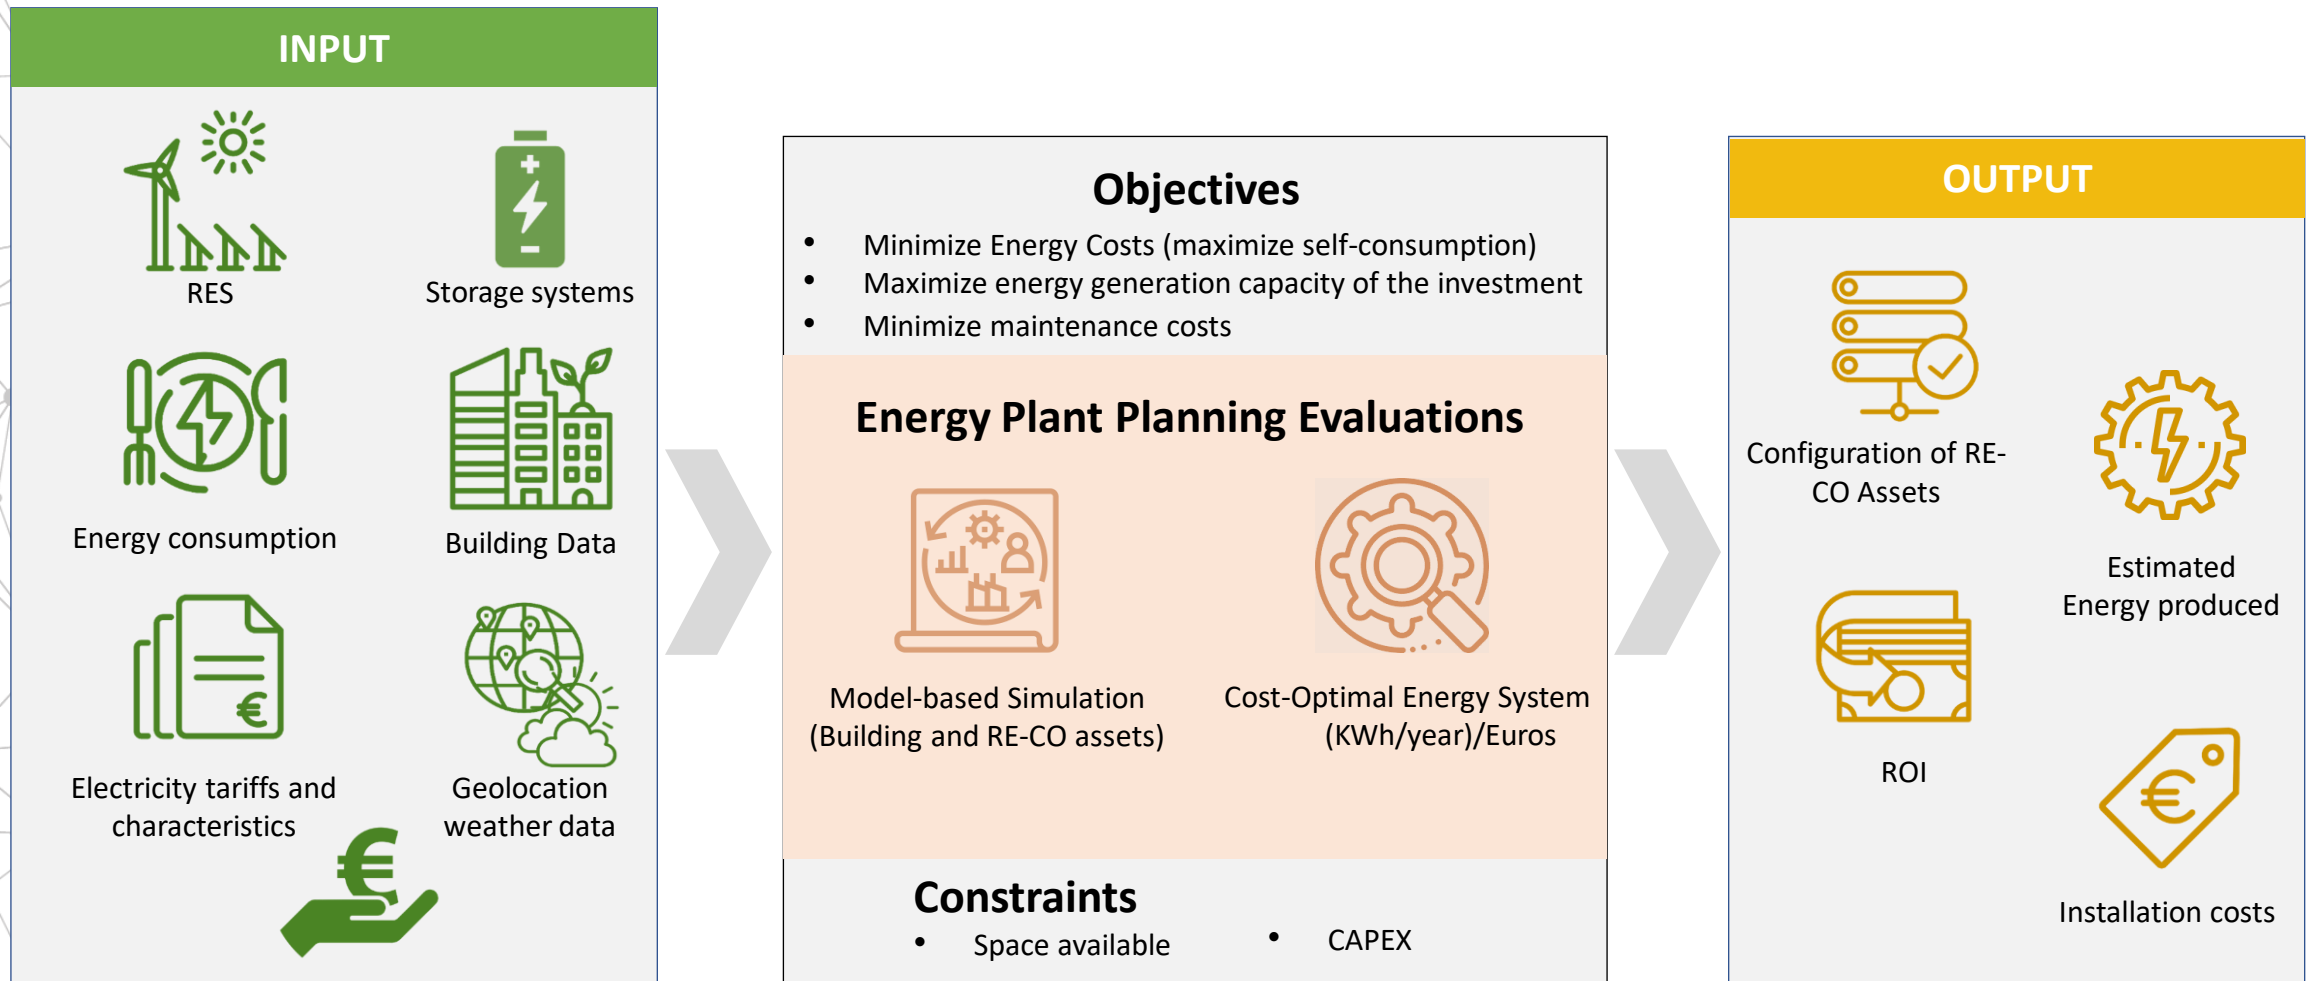 INPUT
RES
Storage systems
Energy consumption
Building Data
Electricity tariffs and
characteristics
Geolocation
weather data
Objectives
• Minimize Energy Costs (maximize self-consumption)
• Maximize energy generation capacity of the investment
• Minimize maintenance costs
Energy Plant Planning Evaluations
Model-based Simulation
(Building and RE-CO assets)
Cost-Optimal Energy System
(KWh/year)/Euros
Constraints
• Space available
• CAPEX
OUTPUT
Configuration of RE-
CO Assets
Estimated
Energy produced
ROI
Installation costs